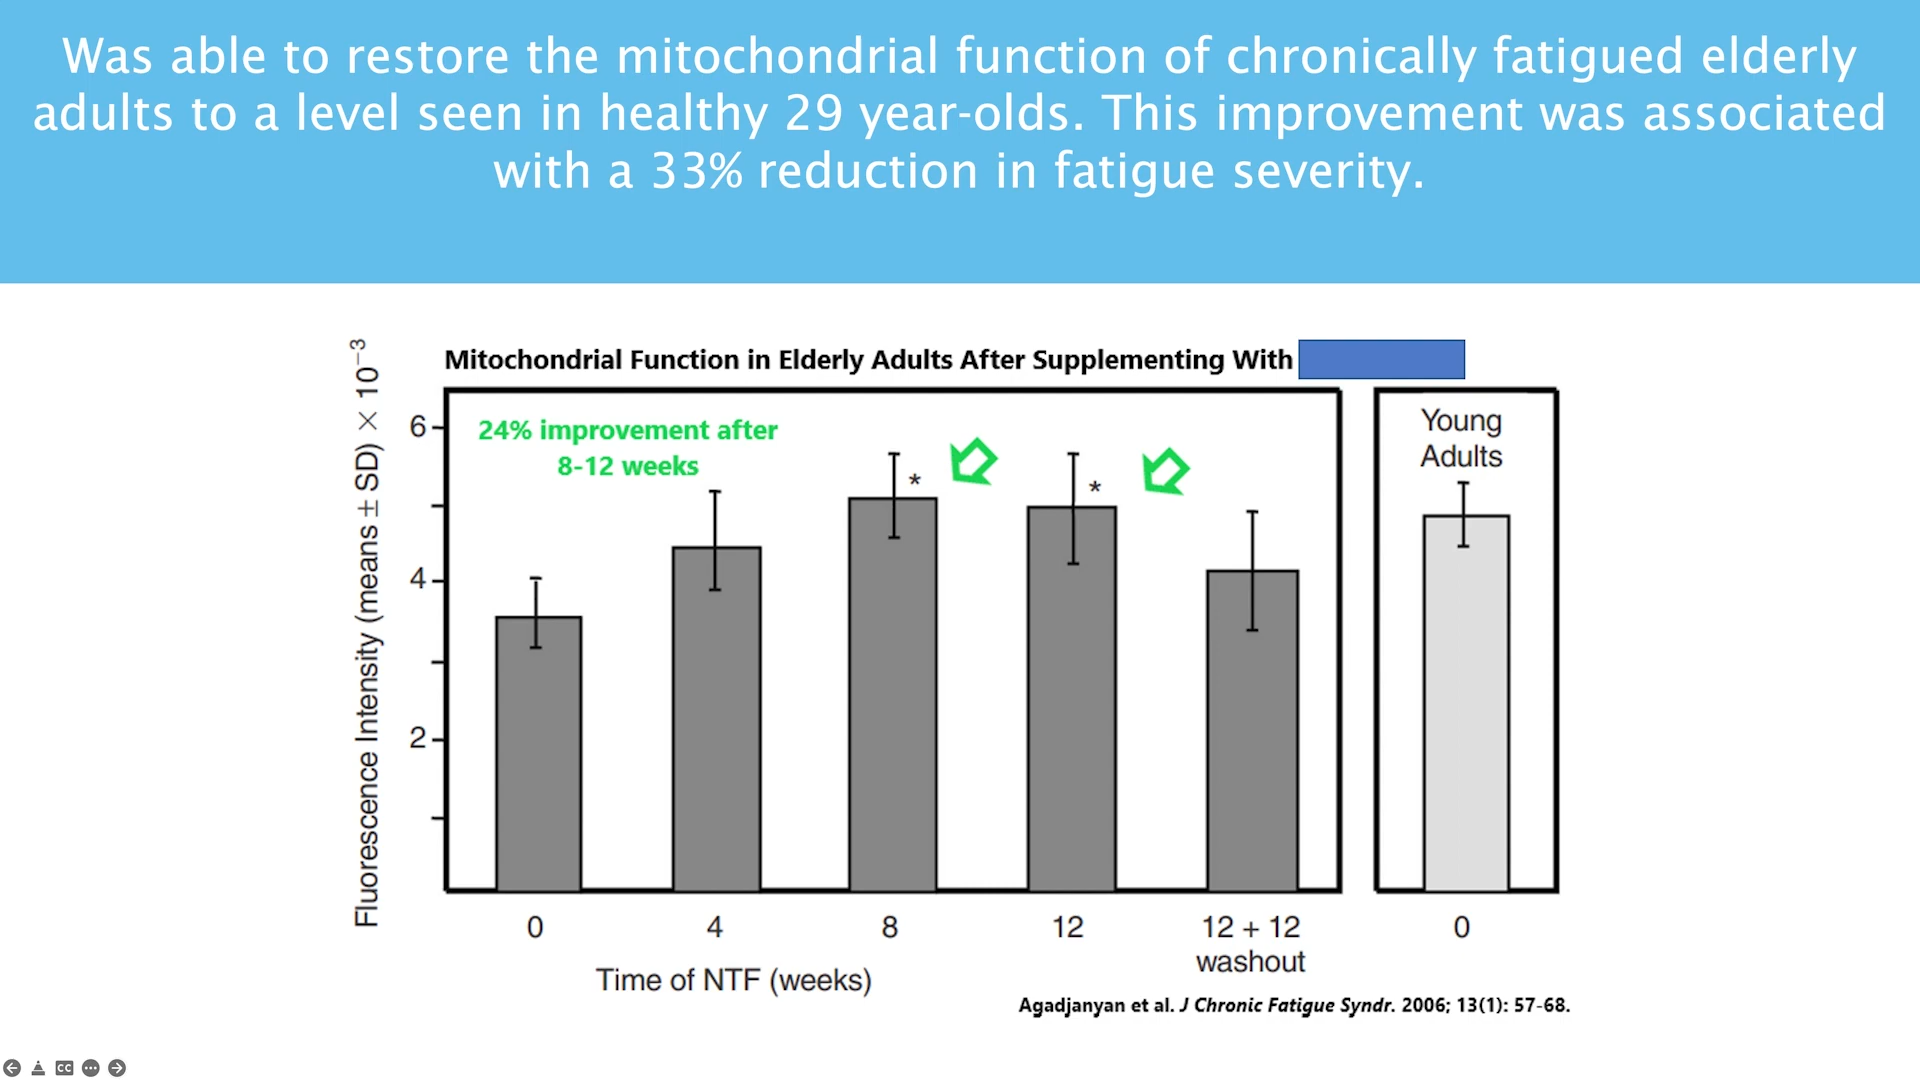 Was able to restore the mitochondrial function of chronically fatigued elderly
adults to a level seen in healthy 29 year-olds. This improvement was associated
with a 33% reduction in fatigue severity.
Mitochondrial Function in Elderly Adults After Supplementing With
Fluorescence Intensity (means ± SD) × 10⁻³
24% improvement after
8-12 weeks
Young
Adults
6
4
2
*
*
0 4 8 12 12 + 12 0
washout
Time of NTF (weeks)
Agadjanyan et al. J Chronic Fatigue Syndr. 2006; 13(1): 57-68.
CC